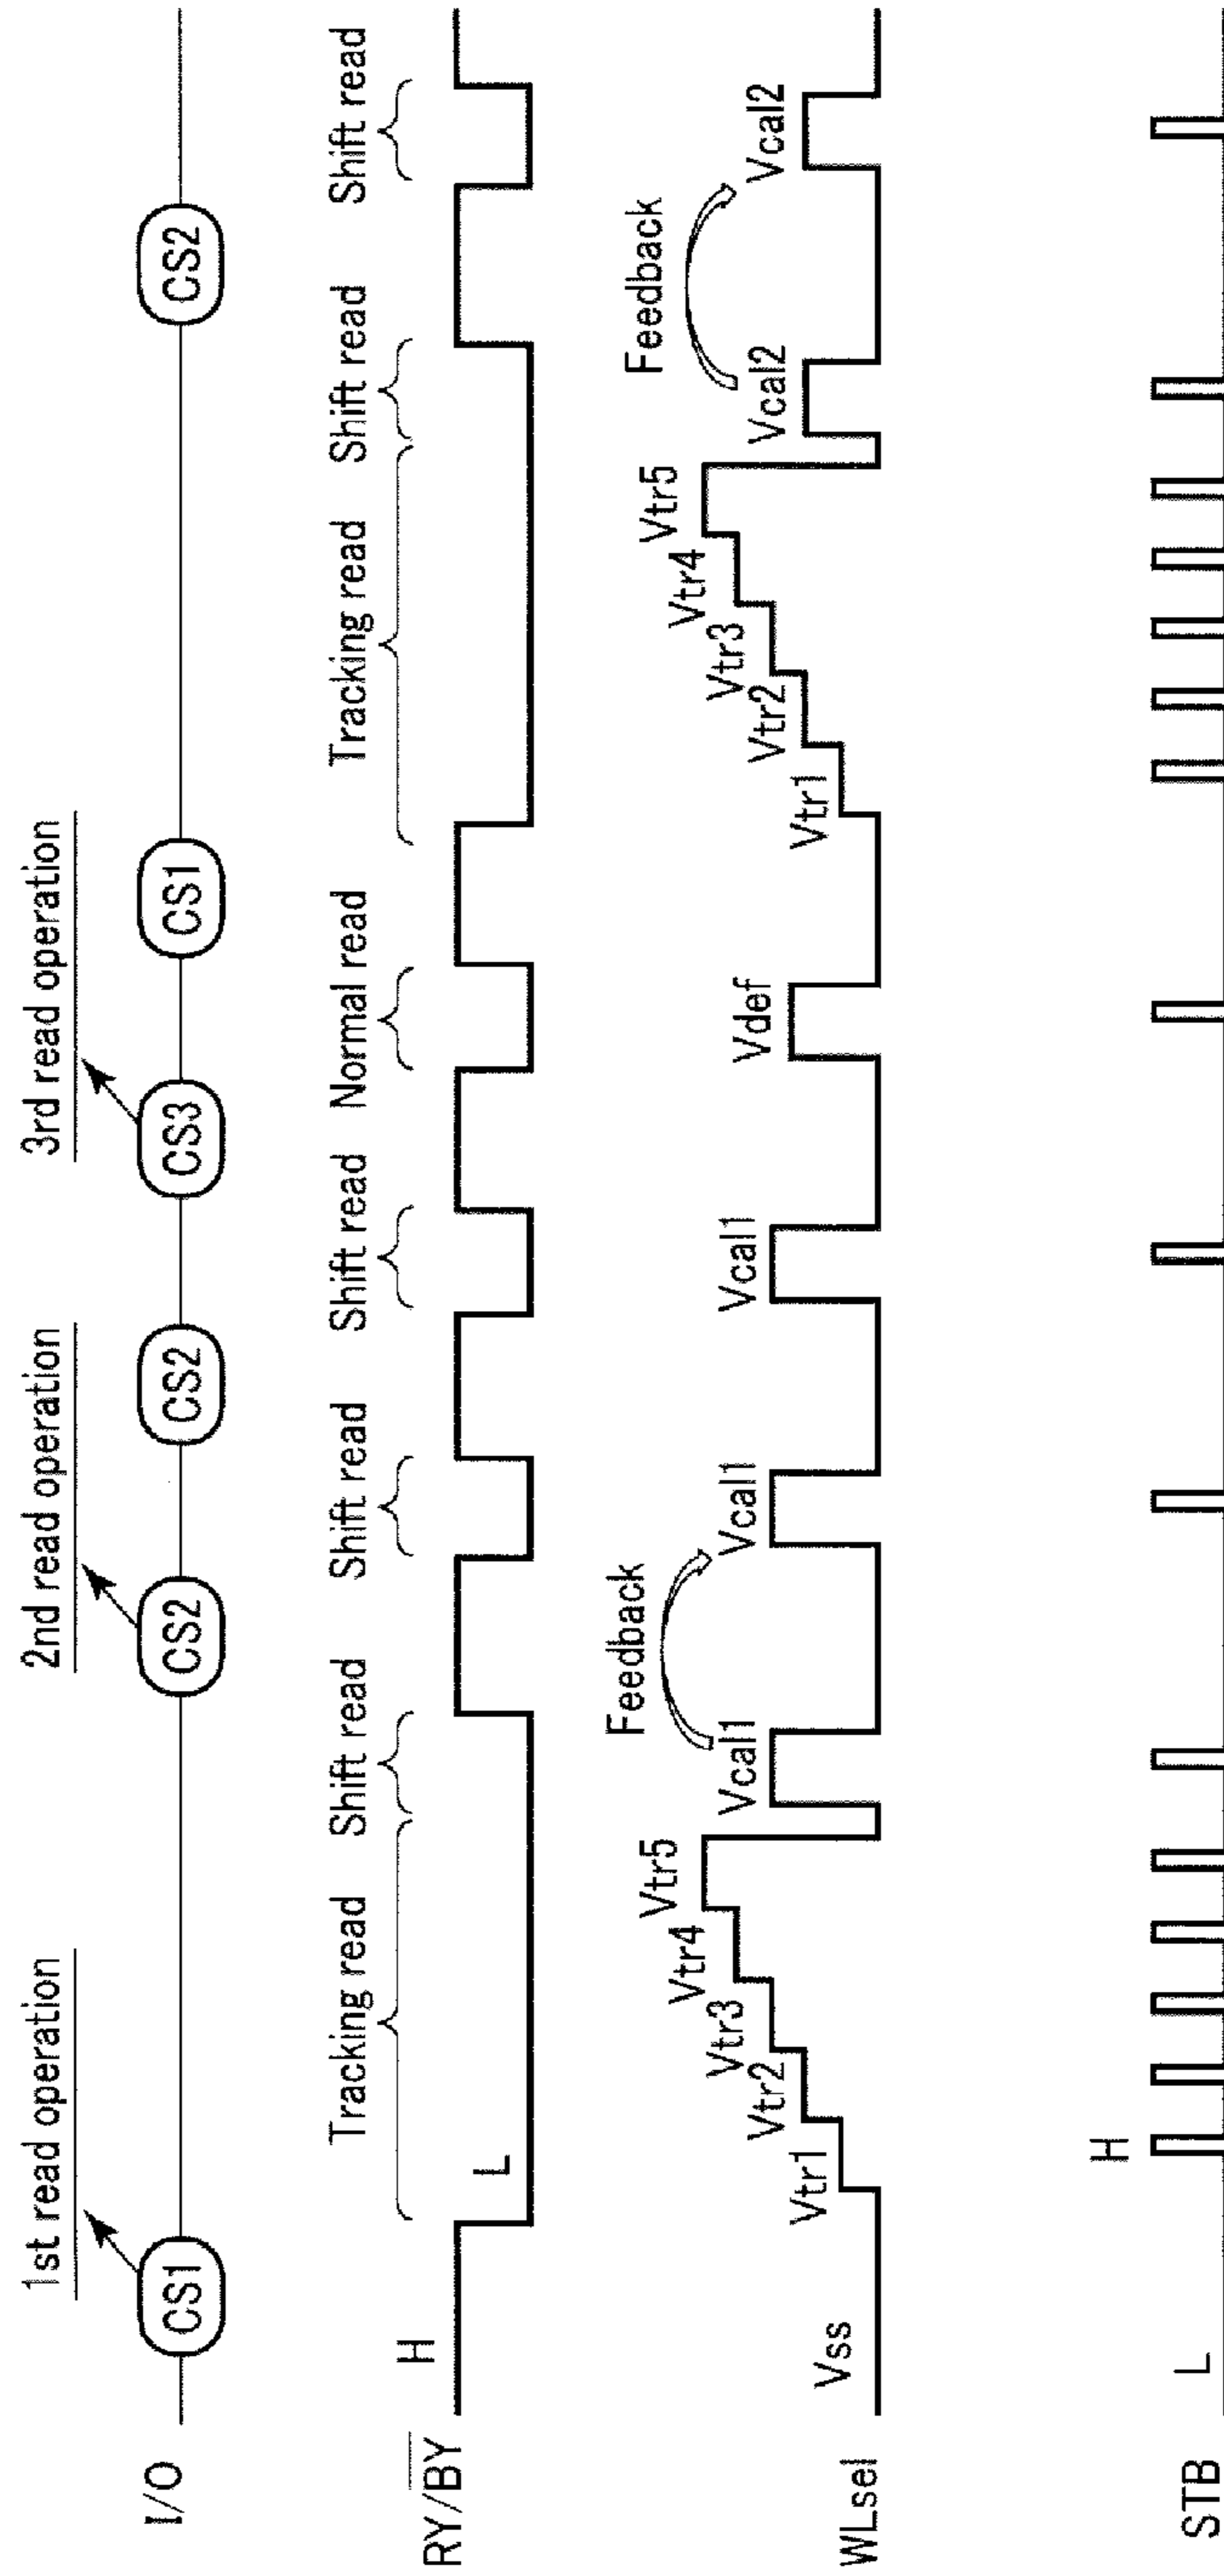 1st read operation
2nd read operation
3rd read operation
I/O
CS1
CS2
CS2
CS3
CS1
CS2
RY/BY
H
L
Tracking read
Shift read
Shift read
Shift read
Normal read
Tracking read
Shift read
Shift read
WLsel
Vss
Vtr1
Vtr2
Vtr3
Vtr4
Vtr5
Vcal1
Feedback
Vcal1
Vcal1
Vdef
Vtr1
Vtr2
Vtr3
Vtr4
Vtr5
Vcal2
Feedback
Vcal2
STB
L
H